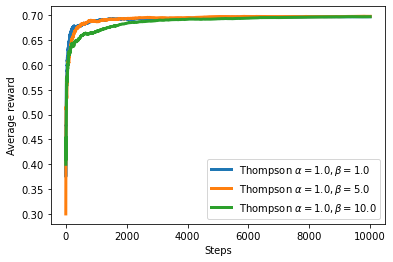 0.70
0.65
0.60
0.55
0.50
0.45
0.40
0.35
0.30
Average reward
Thompson α = 1.0, β = 1.0
Thompson α = 1.0, β = 5.0
Thompson α = 1.0, β = 10.0
0 2000 4000 6000 8000 10000
Steps